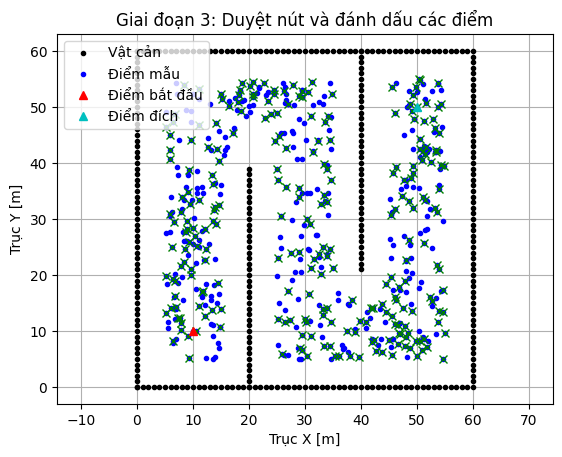 Giai đoạn 3: Duyệt nút và đánh dấu các điểm
Vật cản
Điểm mẫu
Điểm bắt đầu
Điểm đích
60
50
40
30
20
10
0
Trục Y [m]
−10
0
10
20
30
40
50
60
70
Trục X [m]